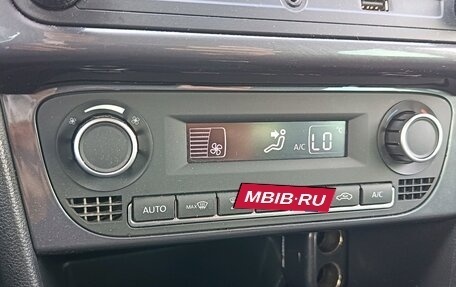 A/C LO °C
AUTO MAX A/C
MBIB.RU